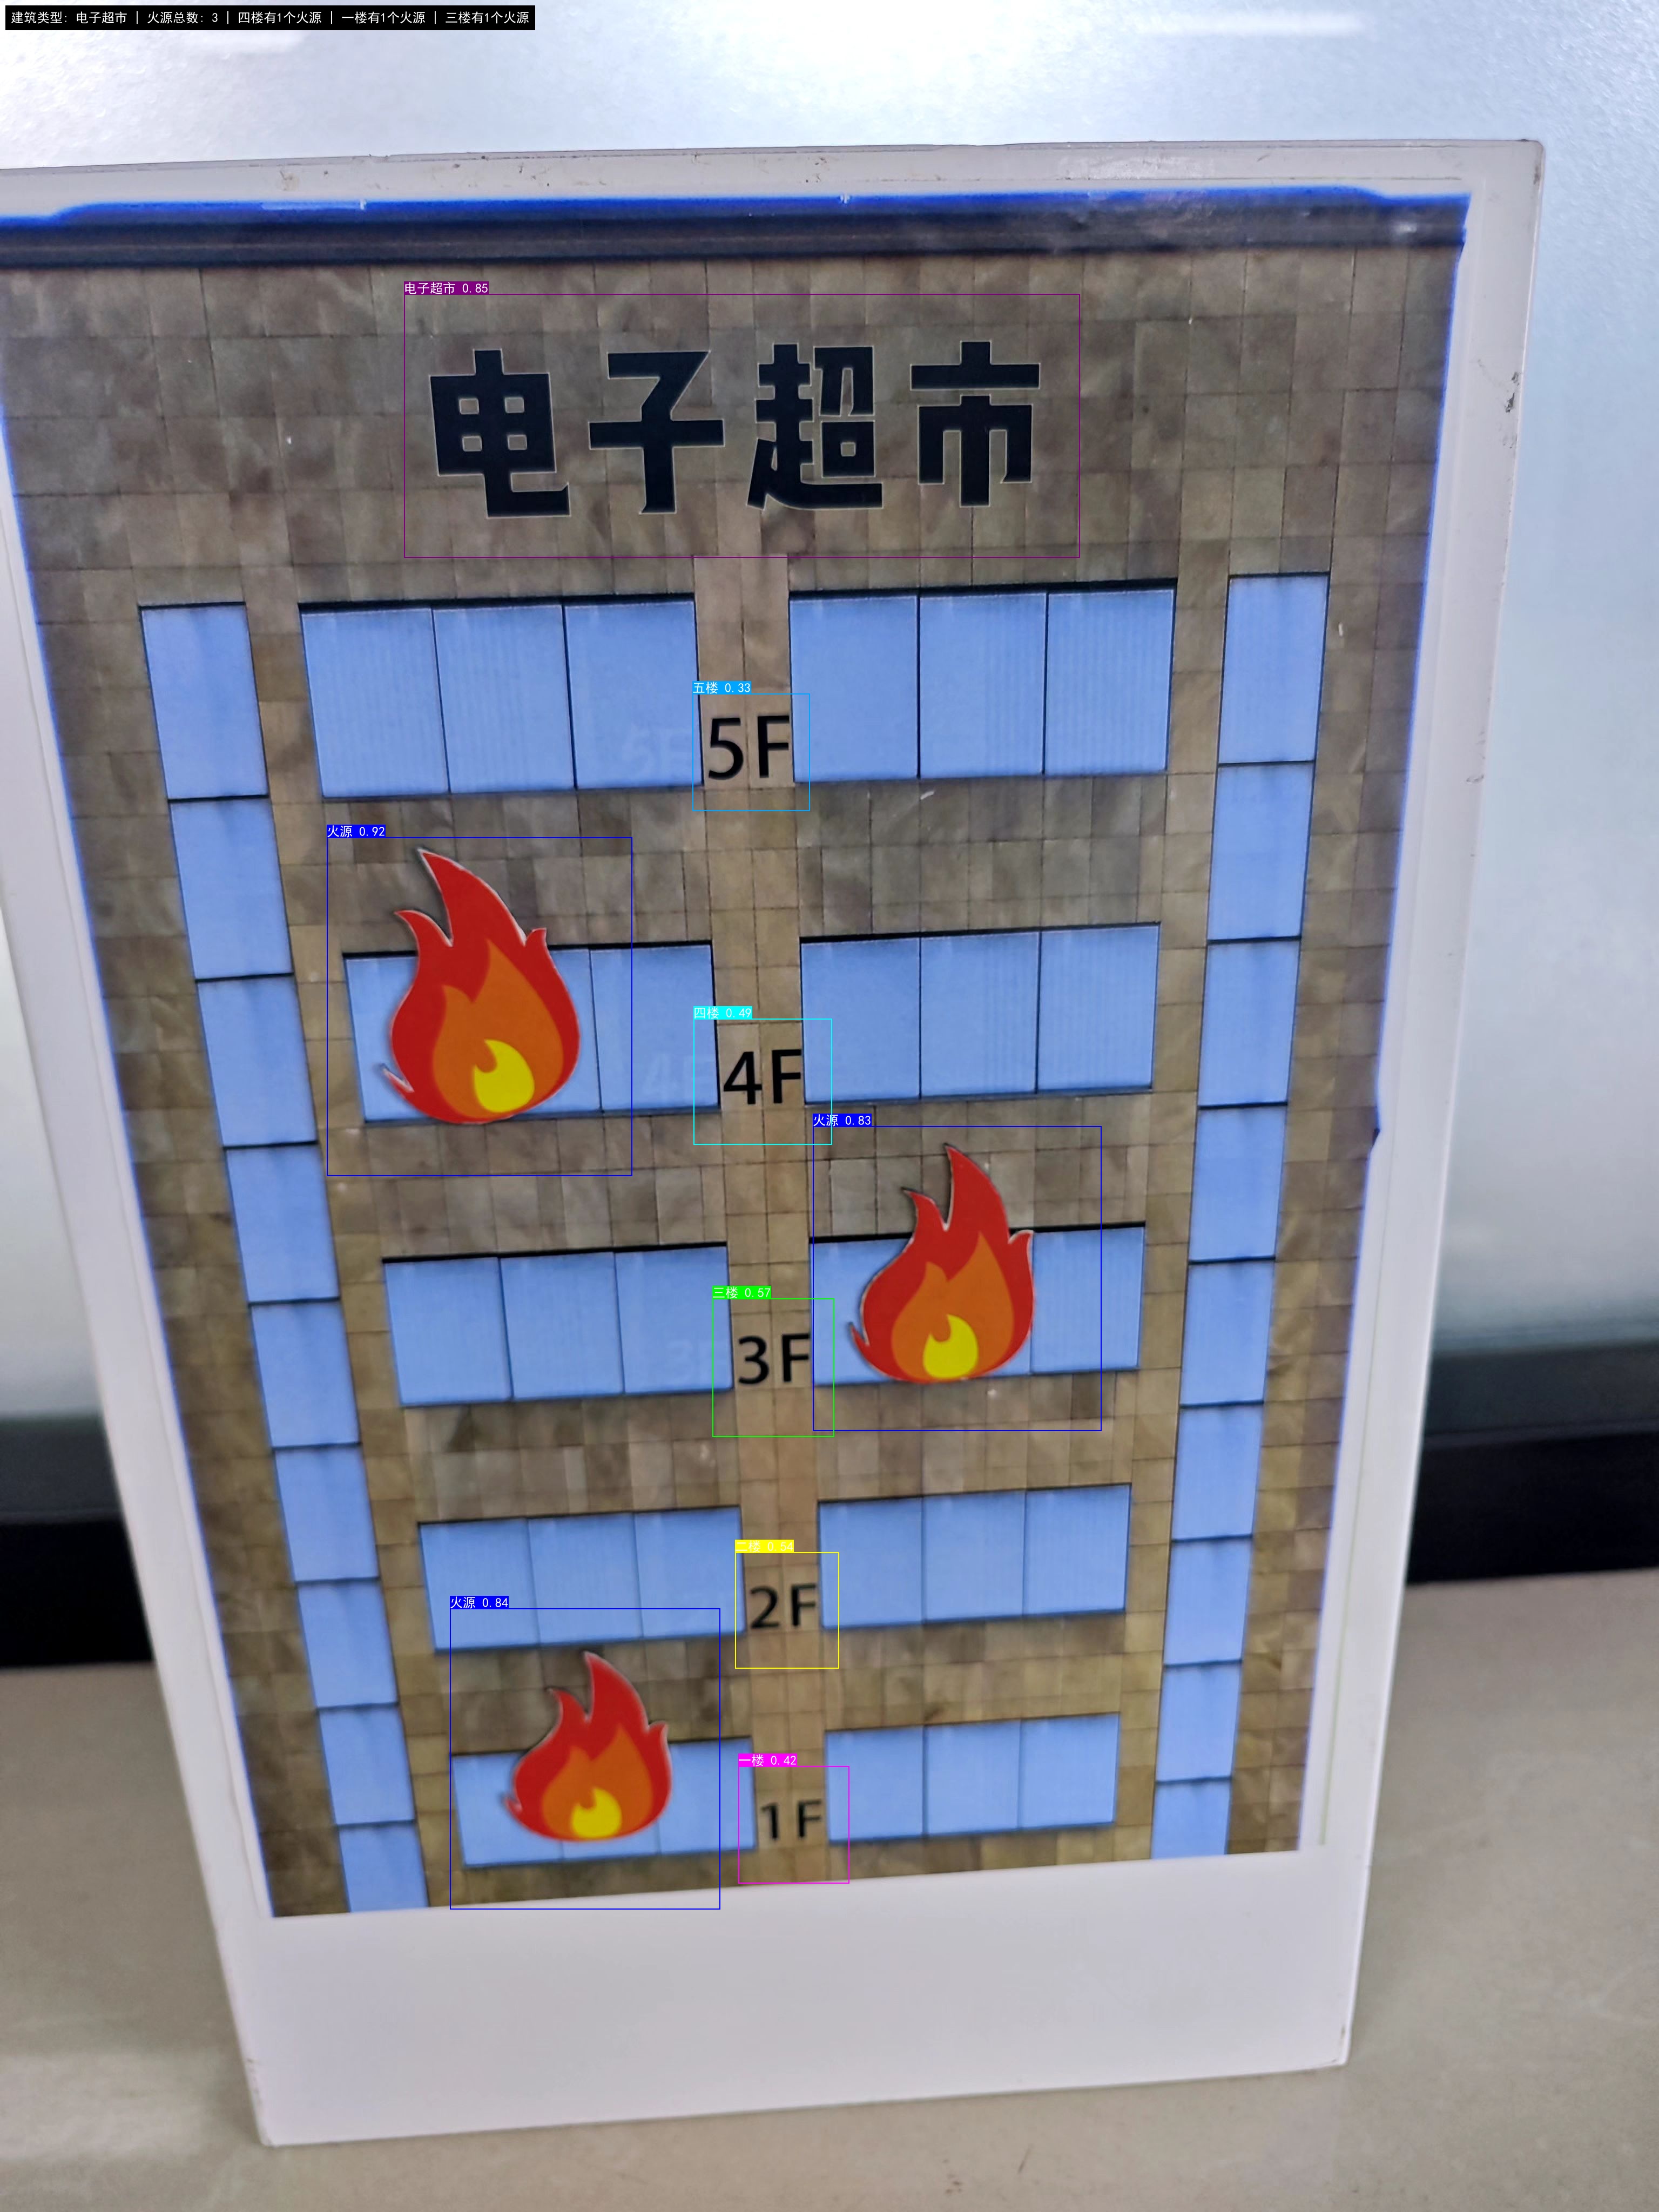 建筑类型: 电子超市 | 火源总数: 3 | 四楼有1个火源 | 一楼有1个火源 | 三楼有1个火源
电子超市 0.85
电子超市
五楼 0.33
5F
火源 0.92
四楼 0.49
4F
火源 0.83
三楼 0.57
3F
二楼 0.54
2F
火源 0.84
一楼 0.42
1F